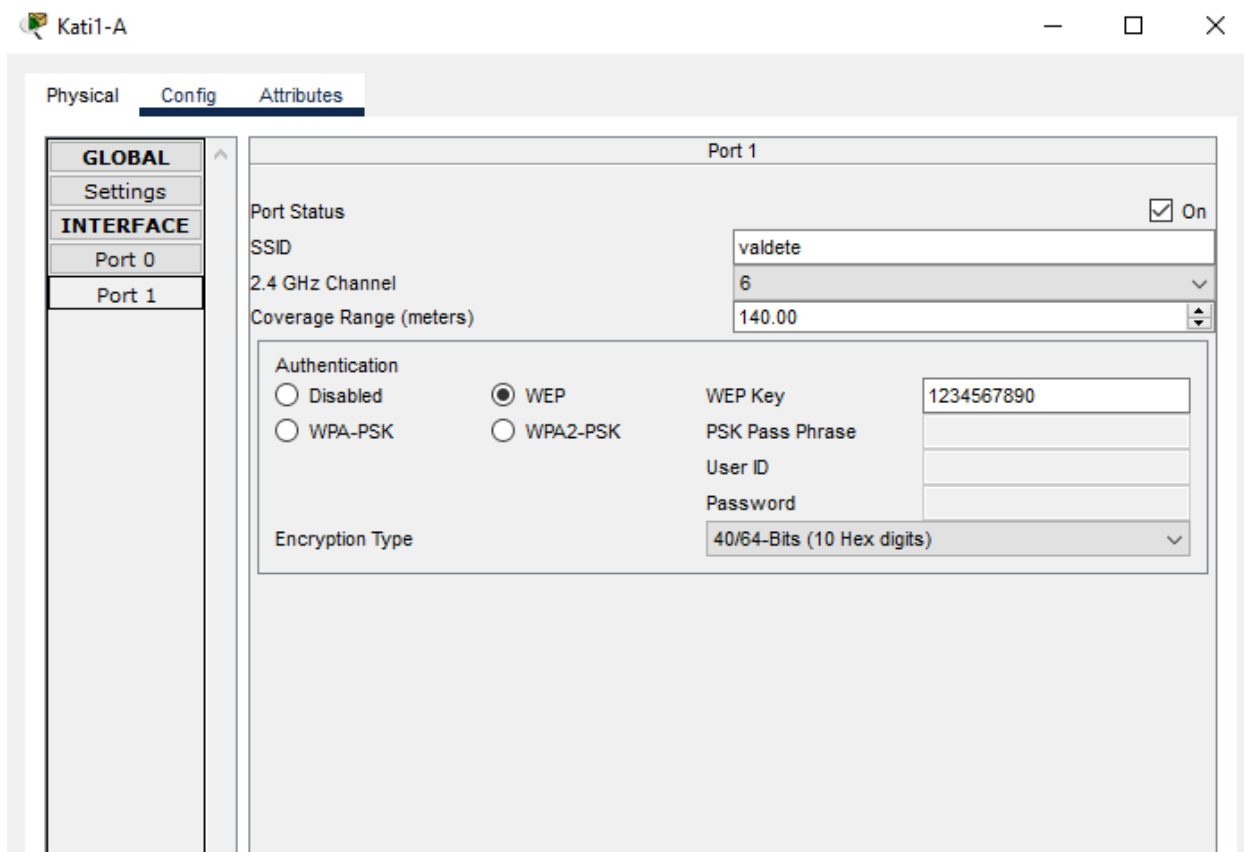 Kati1-A
Physical Config Attributes
GLOBAL
Settings
INTERFACE
Port 0
Port 1
Port 1
Port Status On
SSID valdete
2.4 GHz Channel 6
Coverage Range (meters) 140.00
Authentication
Disabled WEP WEP Key 1234567890
WPA-PSK WPA2-PSK PSK Pass Phrase
User ID
Password
Encryption Type 40/64-Bits (10 Hex digits)